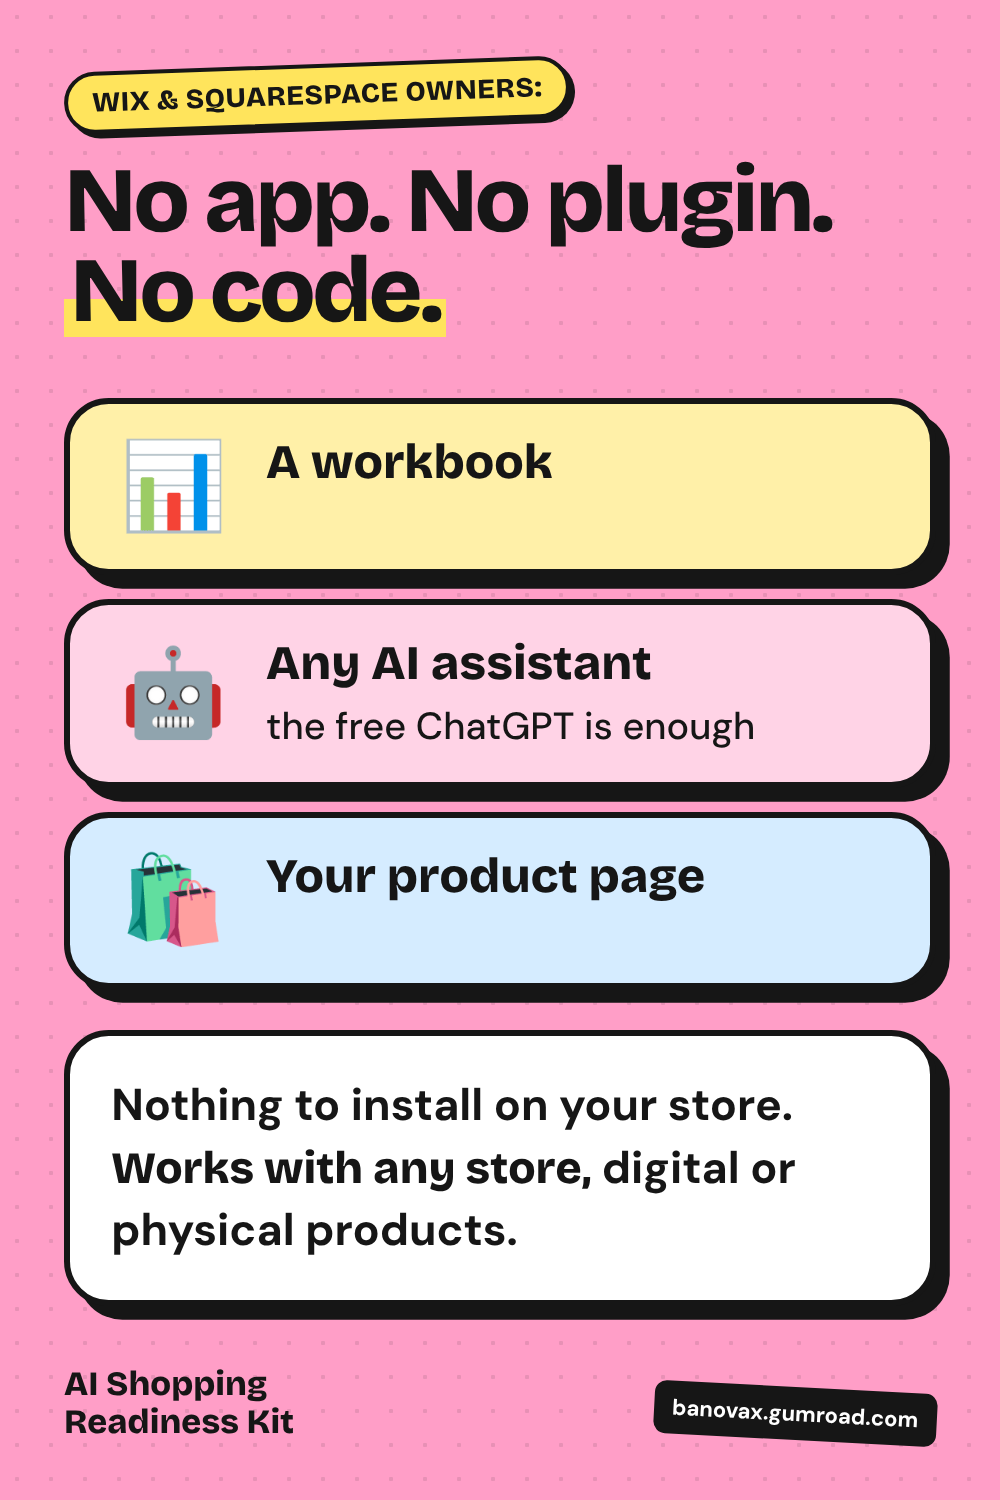 WIX & SQUARESPACE OWNERS:
No app. No plugin.
No code.
A workbook
Any AI assistant
the free ChatGPT is enough
Your product page
Nothing to install on your store.
Works with any store, digital or
physical products.
AI Shopping
Readiness Kit
banovax.gumroad.com